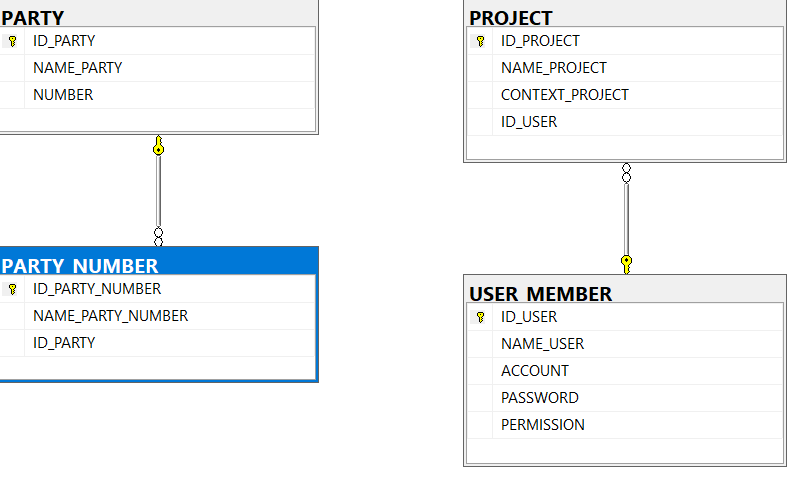 PARTY
ID_PARTY
NAME_PARTY
NUMBER
PARTY_NUMBER
ID_PARTY_NUMBER
NAME_PARTY_NUMBER
ID_PARTY
PROJECT
ID_PROJECT
NAME_PROJECT
CONTEXT_PROJECT
ID_USER
USER_MEMBER
ID_USER
NAME_USER
ACCOUNT
PASSWORD
PERMISSION